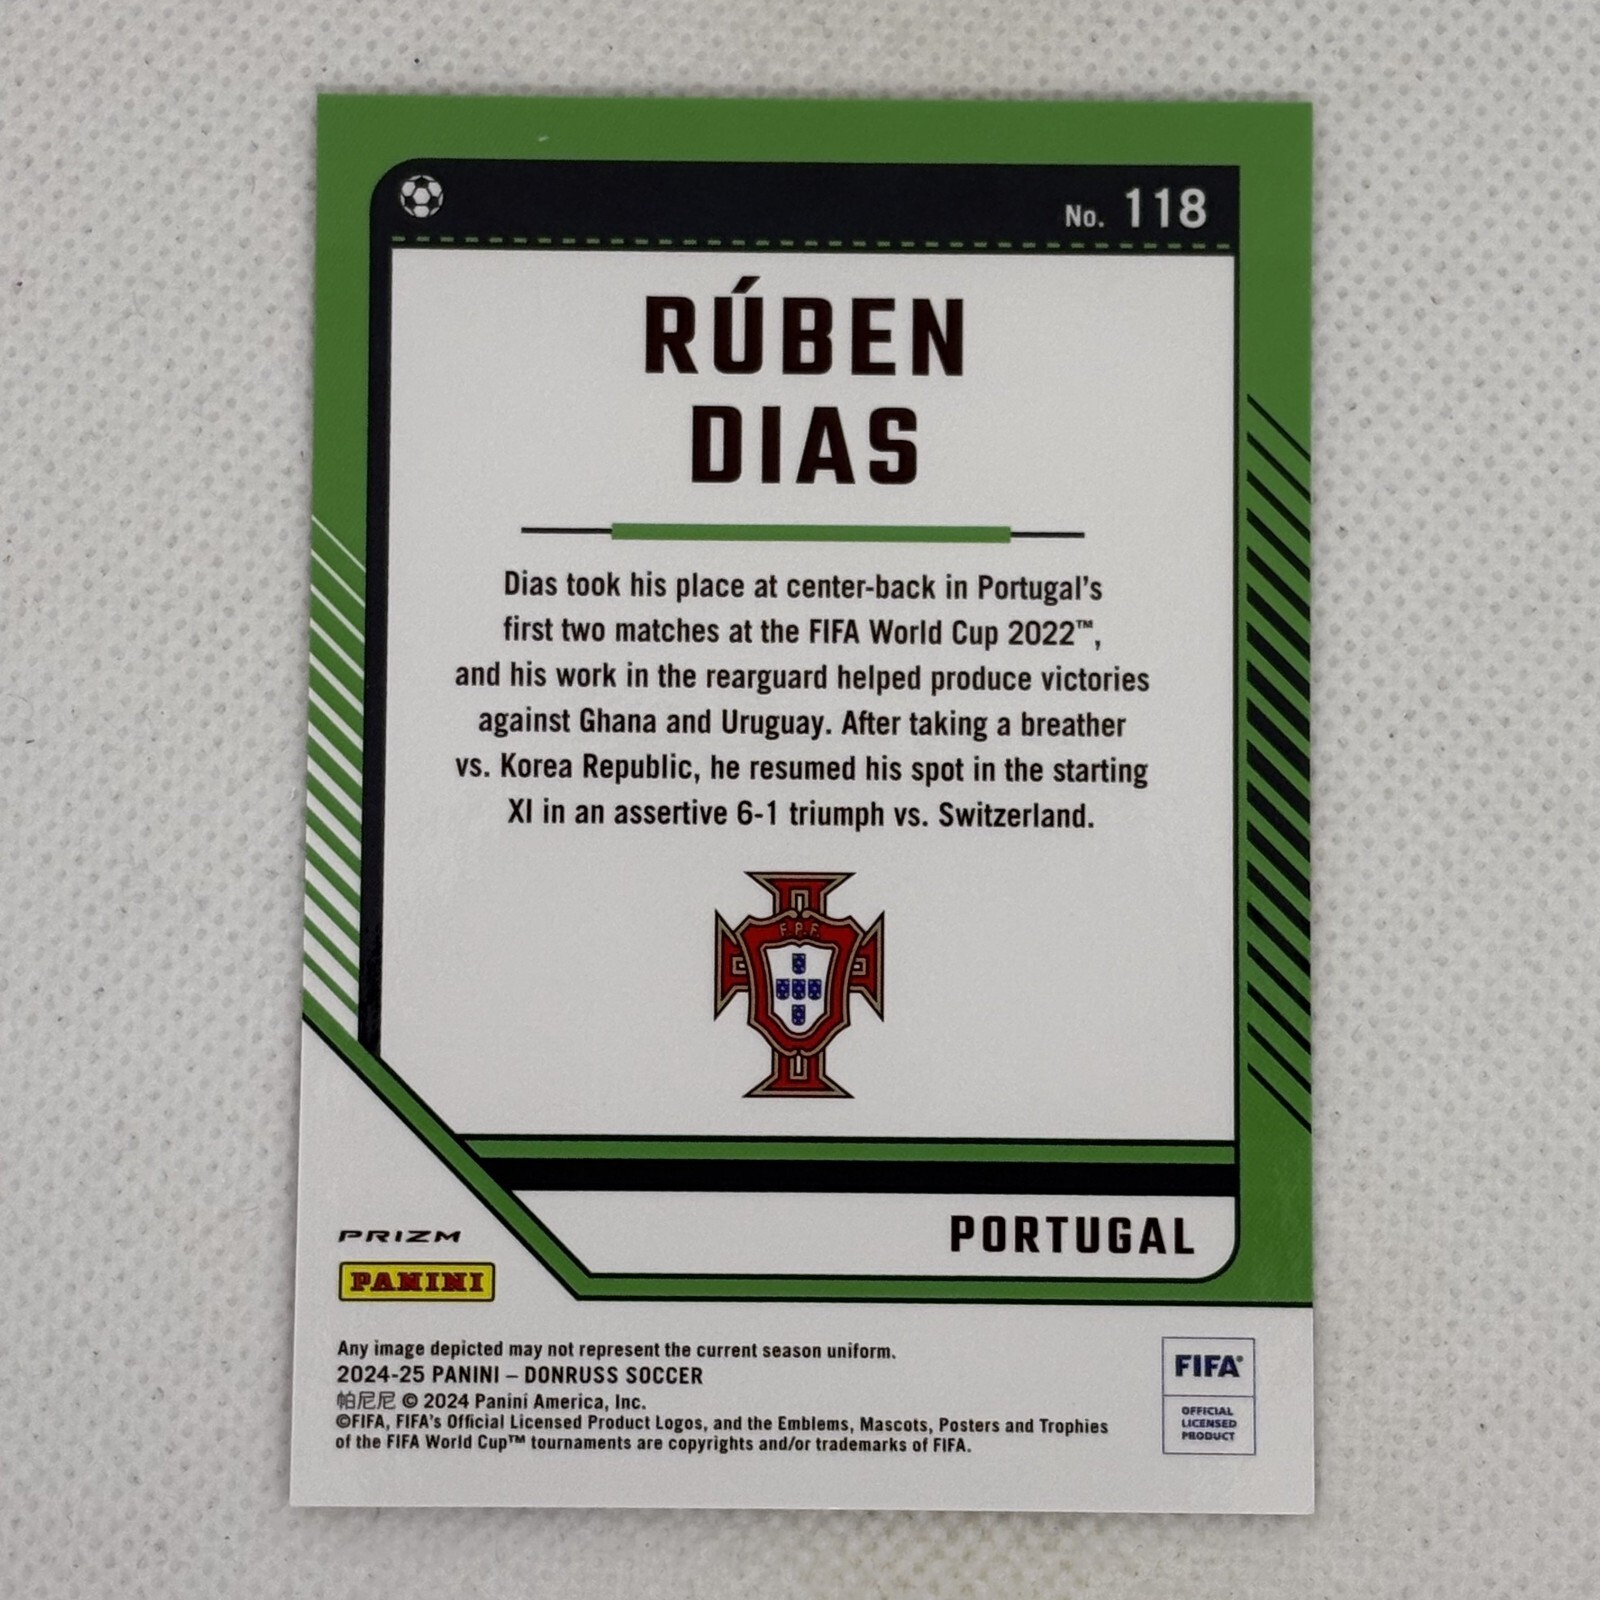 No. 118
RÚBEN
DIAS
Dias took his place at center-back in Portugal's
first two matches at the FIFA World Cup 2022™,
and his work in the rearguard helped produce victories
against Ghana and Uruguay. After taking a breather
vs. Korea Republic, he resumed his spot in the starting
XI in an assertive 6-1 triumph vs. Switzerland.
F.P.F.
PORTUGAL
PRIZM
PANINI
Any image depicted may not represent the current season uniform.
2024-25 PANINI – DONRUSS SOCCER
帕尼尼 © 2024 Panini America, Inc.
©FIFA, FIFA's Official Licensed Product Logos, and the Emblems, Mascots, Posters and Trophies
of the FIFA World Cup™ tournaments are copyrights and/or trademarks of FIFA.
FIFA®
OFFICIAL
LICENSED
PRODUCT